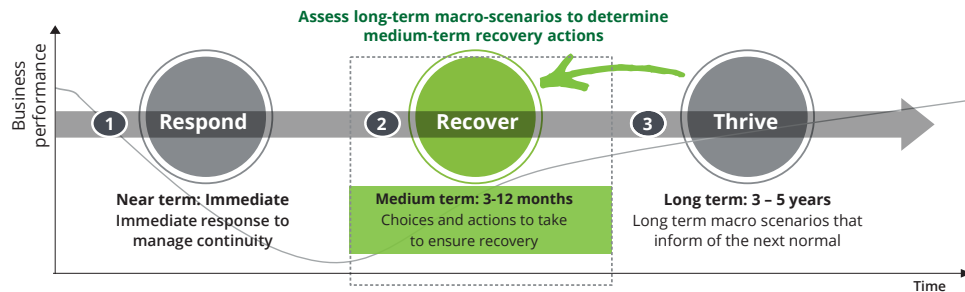 Assess long-term macro-scenarios to determine
medium-term recovery actions
Business
performance
1
Respond
2
Recover
3
Thrive
Near term: Immediate
Immediate response to
manage continuity
Medium term: 3-12 months
Choices and actions to take
to ensure recovery
Long term: 3 – 5 years
Long term macro scenarios that
inform of the next normal
Time